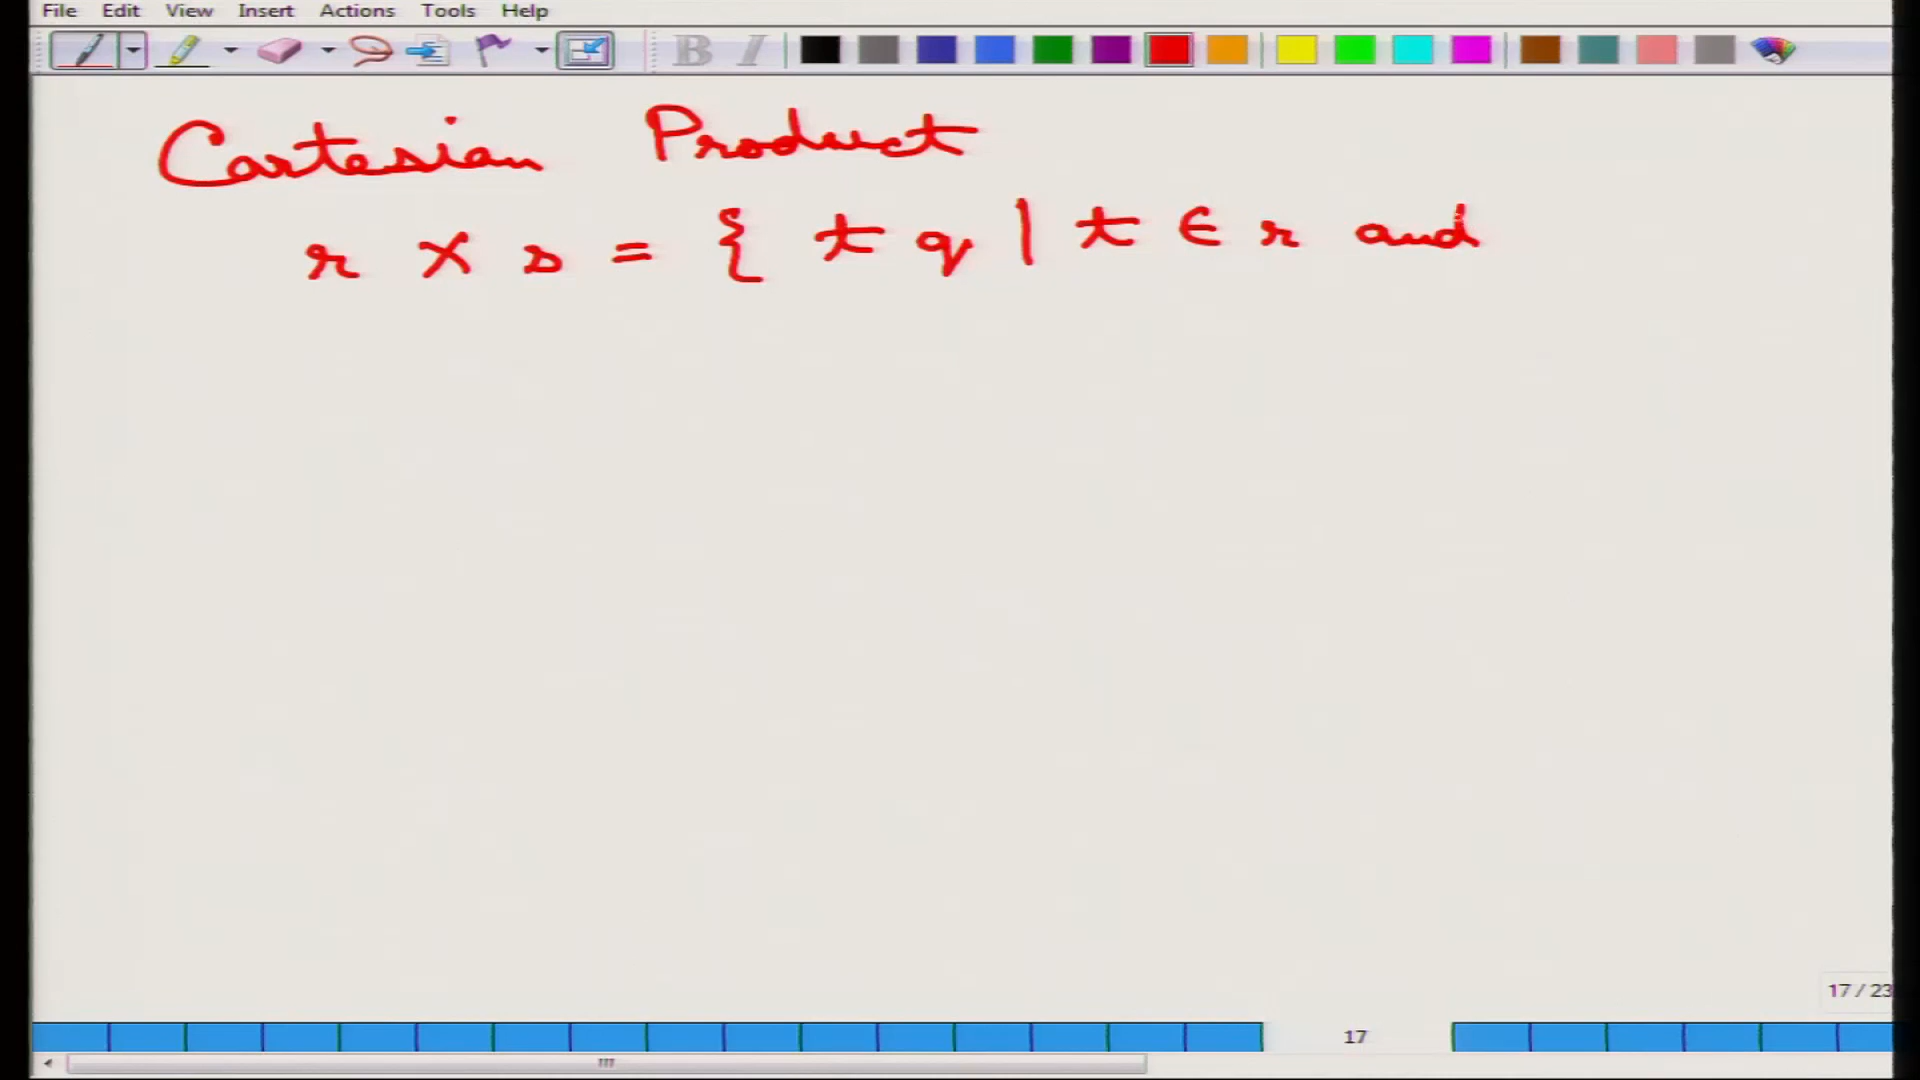 File Edit View Insert Actions Tools Help
B I
Cartesian Product
r X s = { t q | t ∈ r and
17 / 23
17